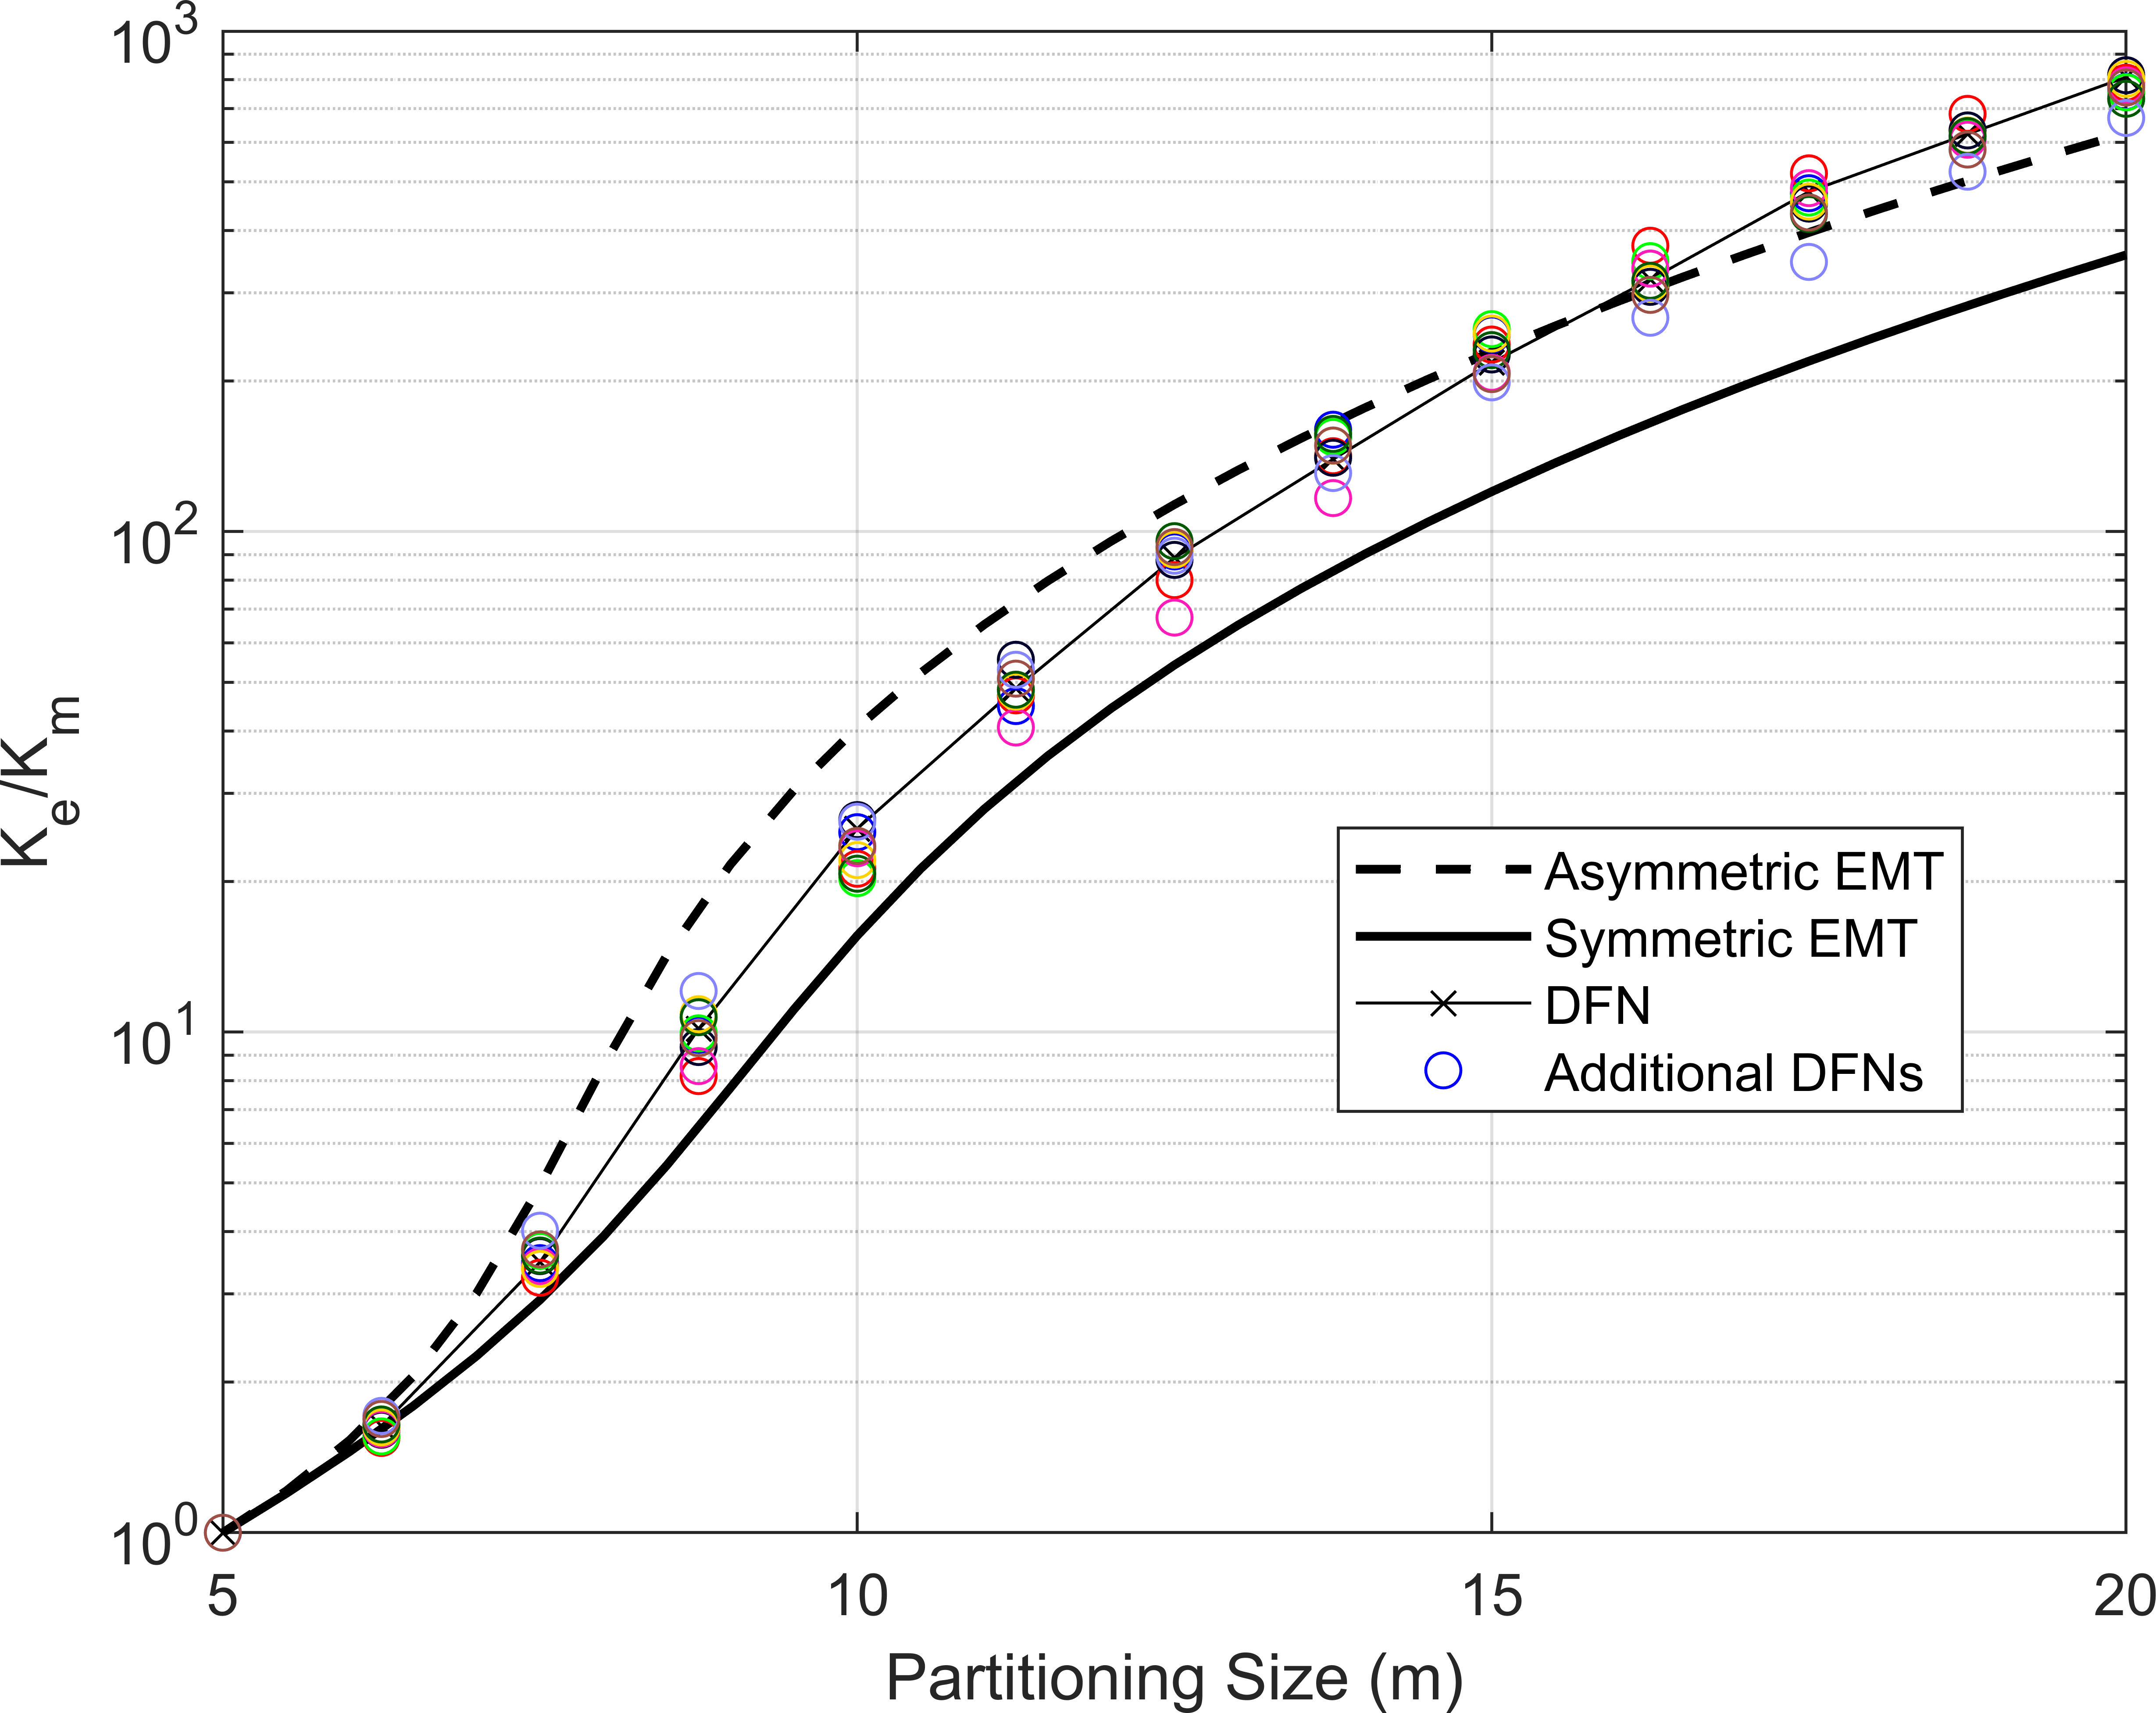 10^3
10^2
10^1
10^0
K_e/K_m
5
10
15
20
Partitioning Size (m)
Asymmetric EMT
Symmetric EMT
DFN
Additional DFNs